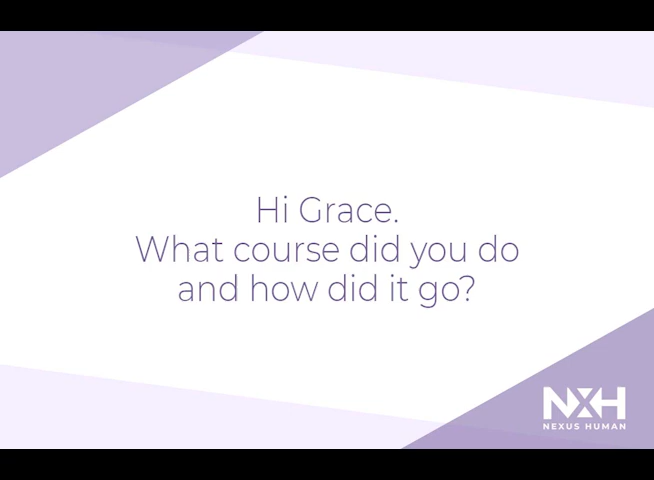 Hi Grace.
What course did you do
and how did it go?
NXH
NEXUS HUMAN